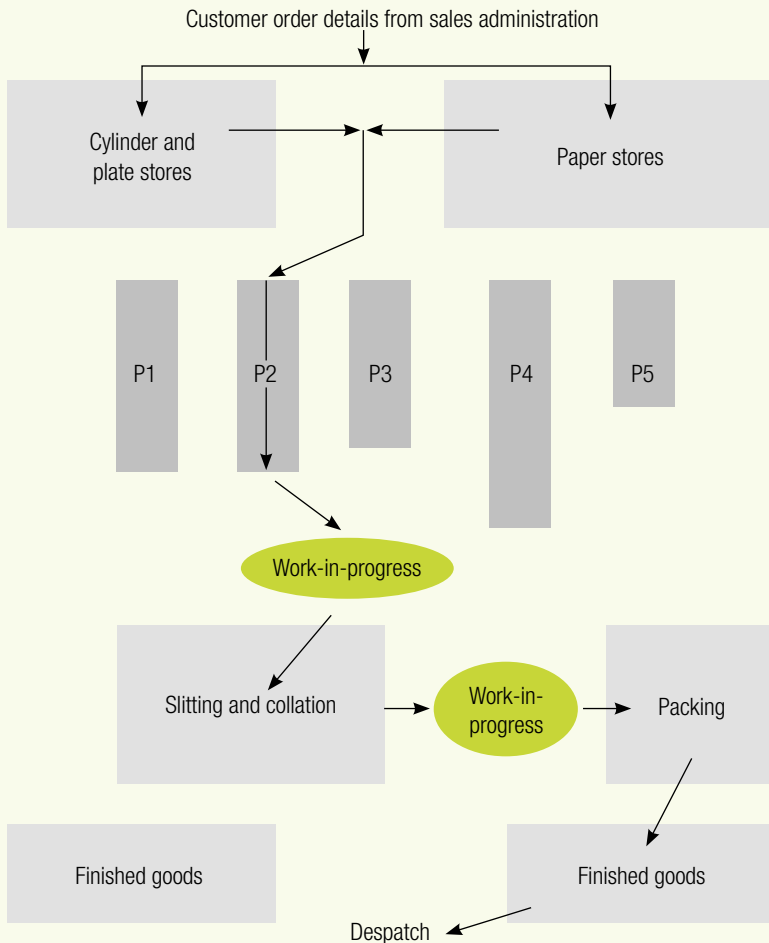 Customer order details from sales administration
Cylinder and
plate stores
Paper stores
P1
P2
P3
P4
P5
Work-in-progress
Slitting and collation
Work-in-
progress
Packing
Finished goods
Finished goods
Despatch